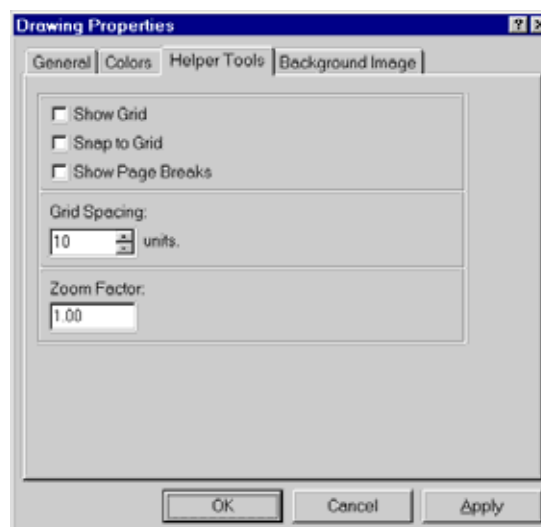 Drawing Properties
General Colors Helper Tools Background Image
Show Grid
Snap to Grid
Show Page Breaks
Grid Spacing:
10 units.
Zoom Factor:
1.00
OK Cancel Apply